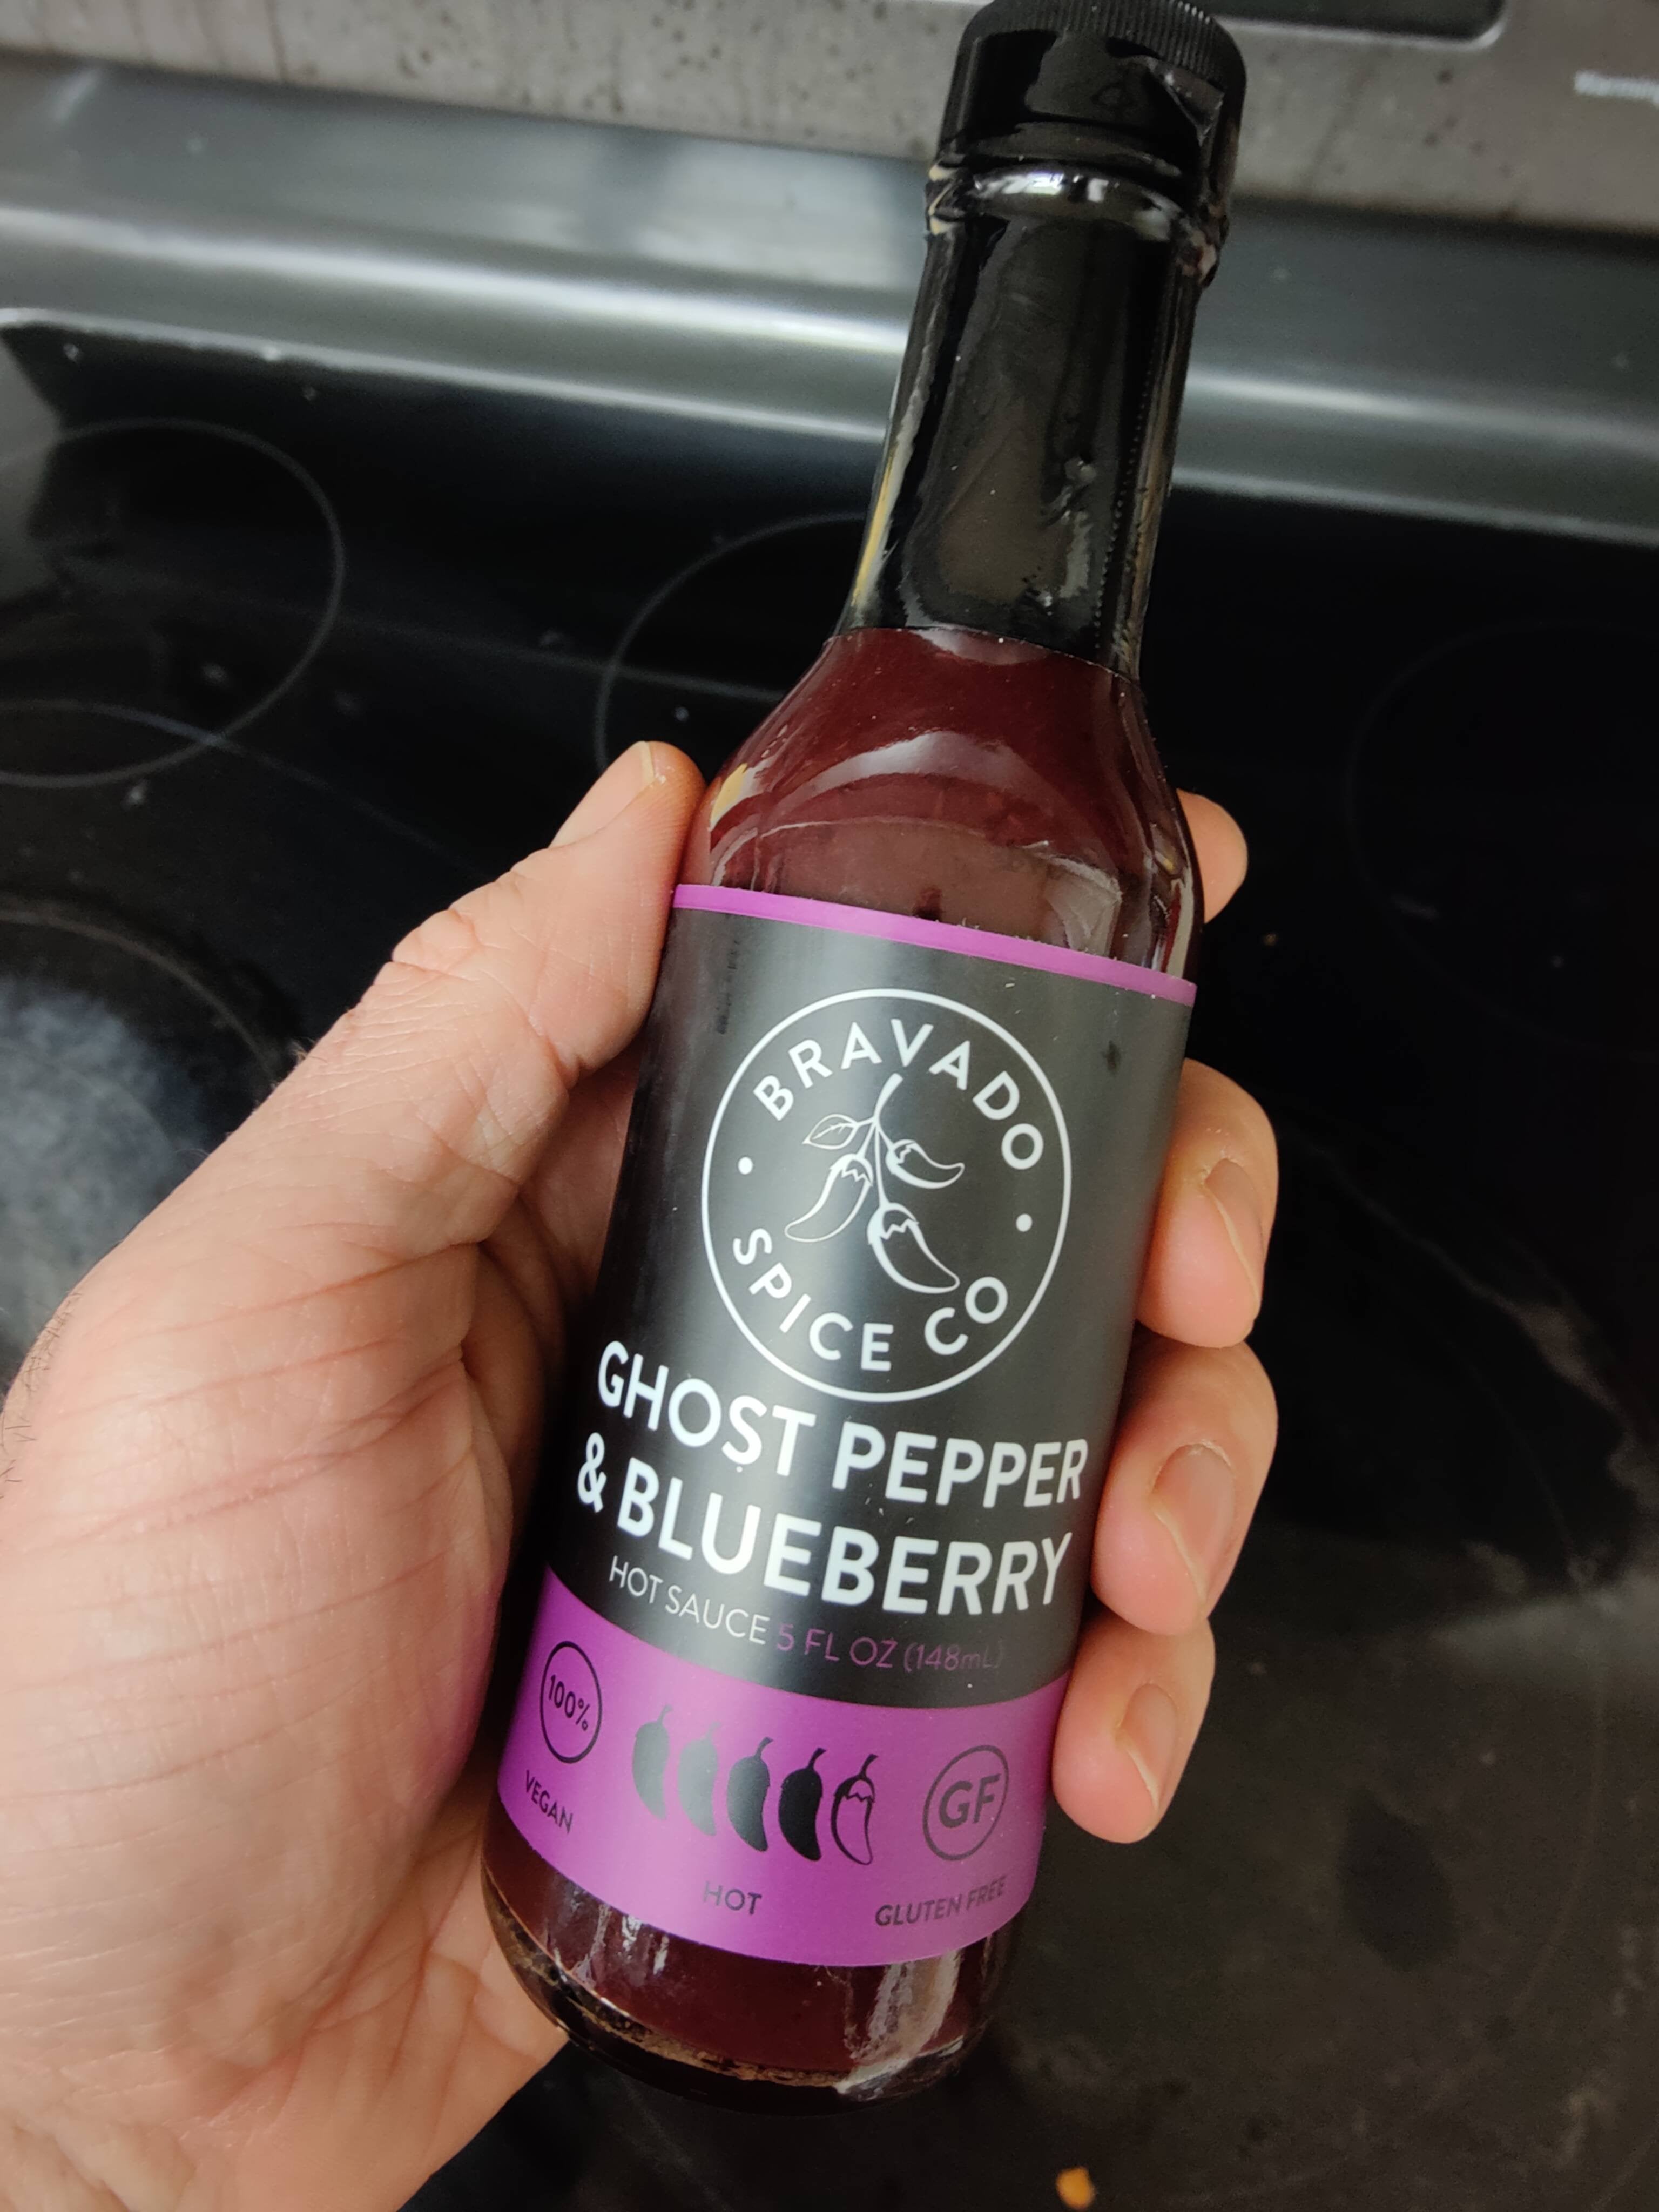 BRAVADO
SPICE CO
GHOST PEPPER
& BLUEBERRY
HOT SAUCE 5 FL OZ (148mL)
100%
VEGAN
HOT
GF
GLUTEN FREE